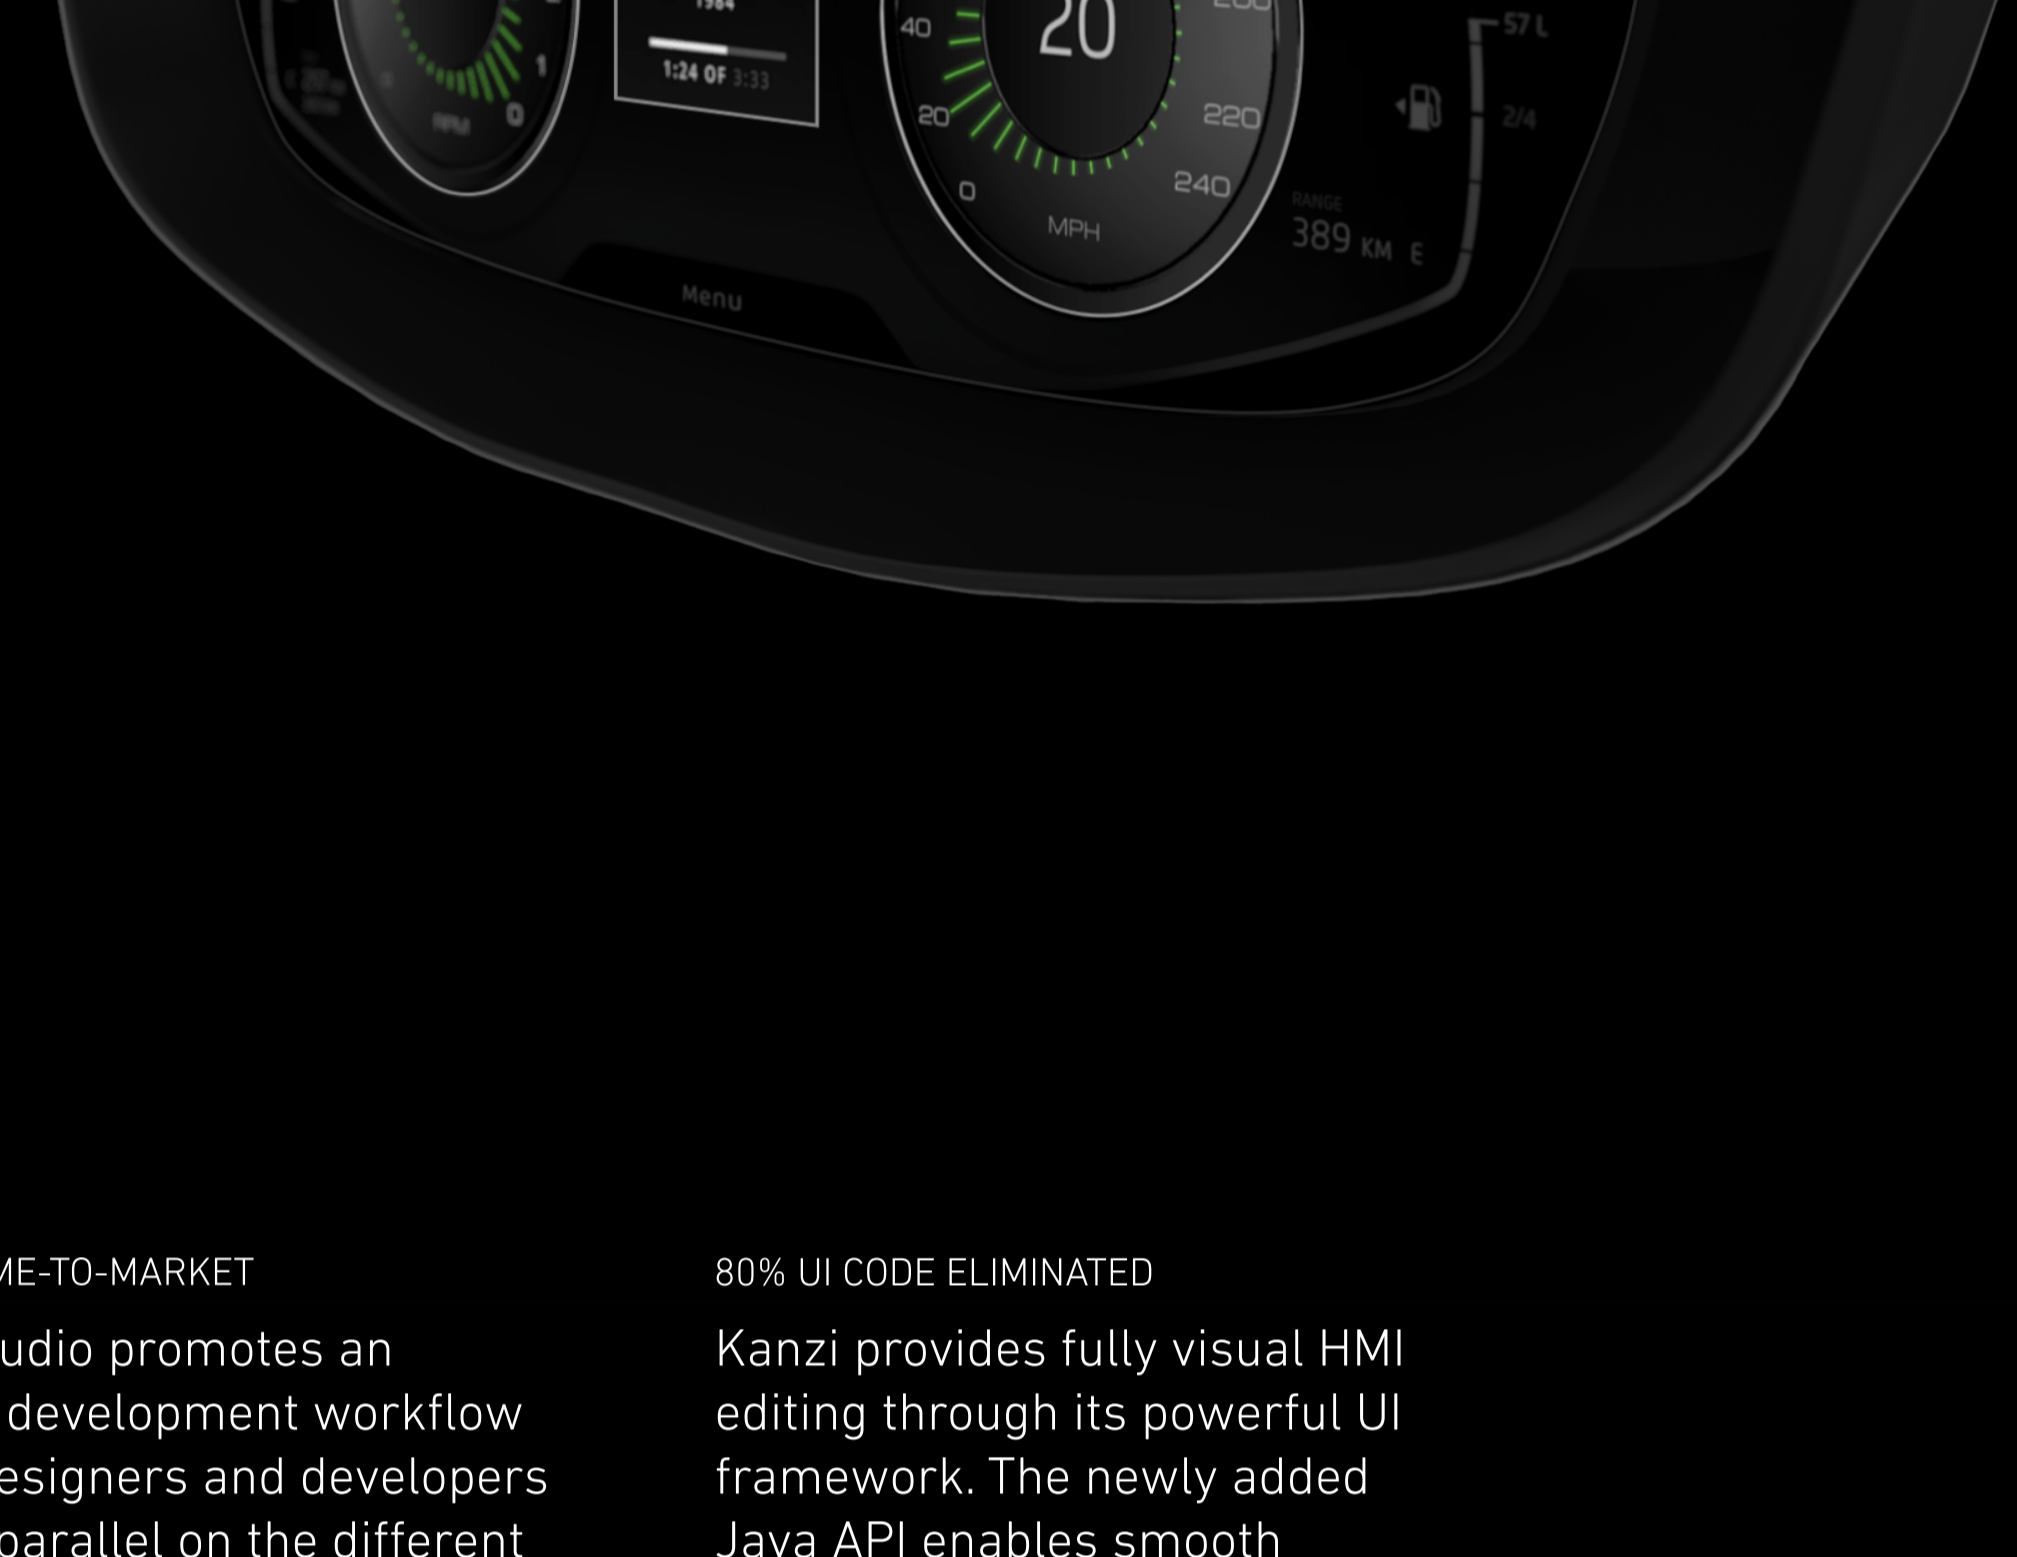 1984
1:24 OF 3:33
1
0
RPM
40
20
20
0
MPH
220
240
57 L
2/4
RANGE
389 KM E
Menu
ME-TO-MARKET
udio promotes an
development workflow
esigners and developers
parallel on the different
80% UI CODE ELIMINATED
Kanzi provides fully visual HMI
editing through its powerful UI
framework. The newly added
Java API enables smooth